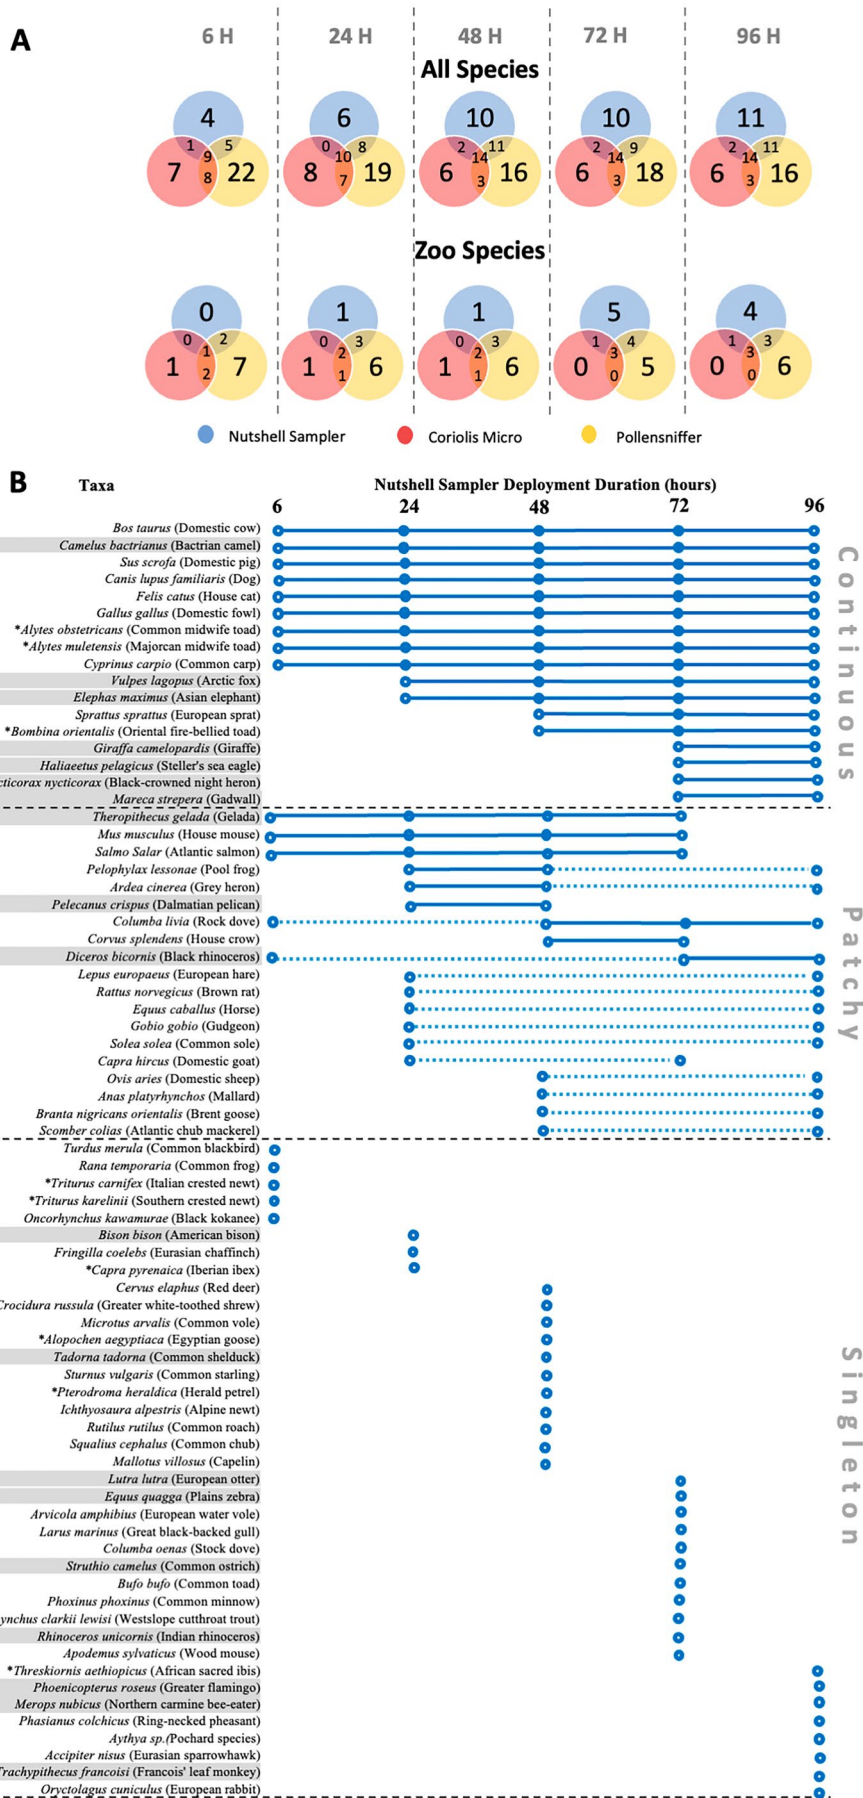 A
6 H 24 H 48 H 72 H 96 H
All Species
4 6 10 10 11
1 5 0 8 2 11 2 9 2 11
9 10 14 14 14
7 8 22 8 7 19 6 3 16 6 3 18 6 3 16
Zoo Species
0 1 1 5 4
0 2 0 3 0 3 1 4 1 3
1 2 2 3 3
1 2 7 1 1 6 1 1 6 0 0 5 0 0 6
Nutshell Sampler Coriolis Micro Pollensniffer
B Taxa Nutshell Sampler Deployment Duration (hours)
6 24 48 72 96
Bos taurus (Domestic cow)
Camelus bactrianus (Bactrian camel)
Sus scrofa (Domestic pig)
Canis lupus familiaris (Dog)
Felis catus (House cat)
Gallus gallus (Domestic fowl)
*Alytes obstetricans (Common midwife toad)
*Alytes muletensis (Majorcan midwife toad)
Cyprinus carpio (Common carp)
Vulpes lagopus (Arctic fox)
Elephas maximus (Asian elephant)
Sprattus sprattus (European sprat)
*Bombina orientalis (Oriental fire-bellied toad)
Giraffa camelopardis (Giraffe)
Haliaeetus pelagicus (Steller's sea eagle)
cticorax nycticorax (Black-crowned night heron)
Mareca strepera (Gadwall)
Continuous
Theropithecus gelada (Gelada)
Mus musculus (House mouse)
Salmo Salar (Atlantic salmon)
Pelophylax lessonae (Pool frog)
Ardea cinerea (Grey heron)
Pelecanus crispus (Dalmatian pelican)
Columba livia (Rock dove)
Corvus splendens (House crow)
Diceros bicornis (Black rhinoceros)
Lepus europaeus (European hare)
Rattus norvegicus (Brown rat)
Equus caballus (Horse)
Gobio gobio (Gudgeon)
Solea solea (Common sole)
Capra hircus (Domestic goat)
Ovis aries (Domestic sheep)
Anas platyrhynchos (Mallard)
Branta nigricans orientalis (Brent goose)
Scomber colias (Atlantic chub mackerel)
Patchy
Turdus merula (Common blackbird)
Rana temporaria (Common frog)
*Triturus carnifex (Italian crested newt)
*Triturus karelinii (Southern crested newt)
Oncorhynchus kawamurae (Black kokanee)
Bison bison (American bison)
Fringilla coelebs (Eurasian chaffinch)
*Capra pyrenaica (Iberian ibex)
Cervus elaphus (Red deer)
Crocidura russula (Greater white-toothed shrew)
Microtus arvalis (Common vole)
*Alopochen aegyptiaca (Egyptian goose)
Tadorna tadorna (Common shelduck)
Sturnus vulgaris (Common starling)
*Pterodroma heraldica (Herald petrel)
Ichthyosaura alpestris (Alpine newt)
Rutilus rutilus (Common roach)
Squalius cephalus (Common chub)
Mallotus villosus (Capelin)
Lutra lutra (European otter)
Equus quagga (Plains zebra)
Arvicola amphibius (European water vole)
Larus marinus (Great black-backed gull)
Columba oenas (Stock dove)
Struthio camelus (Common ostrich)
Bufo bufo (Common toad)
Phoxinus phoxinus (Common minnow)
ynchus clarkii lewisi (Westslope cutthroat trout)
Rhinoceros unicornis (Indian rhinoceros)
Apodemus sylvaticus (Wood mouse)
*Threskiornis aethiopicus (African sacred ibis)
Phoenicopterus roseus (Greater flamingo)
Merops nubicus (Northern carmine bee-eater)
Phasianus colchicus (Ring-necked pheasant)
Aythya sp.(Pochard species)
Accipiter nisus (Eurasian sparrowhawk)
Trachypithecus francoisi (Francois' leaf monkey)
Oryctolagus cuniculus (European rabbit)
Singleton